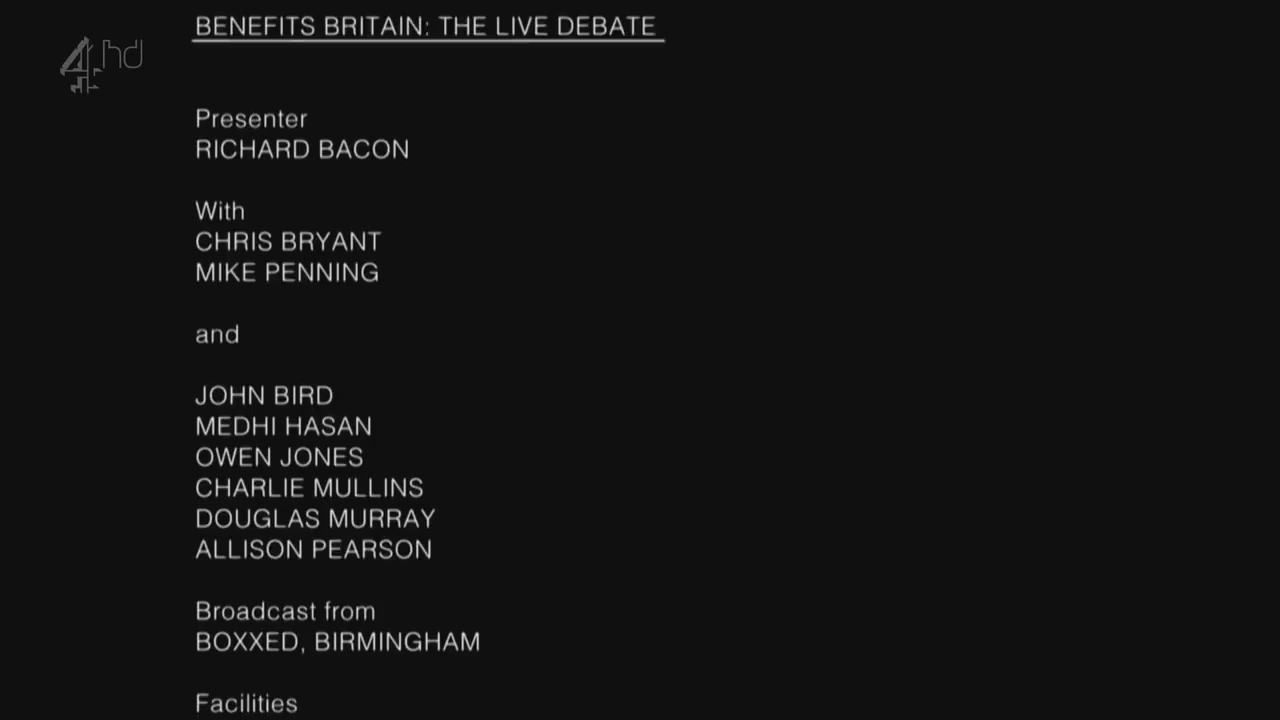 BENEFITS BRITAIN: THE LIVE DEBATE
4hd
Presenter
RICHARD BACON
With
CHRIS BRYANT
MIKE PENNING
and
JOHN BIRD
MEDHI HASAN
OWEN JONES
CHARLIE MULLINS
DOUGLAS MURRAY
ALLISON PEARSON
Broadcast from
BOXXED, BIRMINGHAM
Facilities